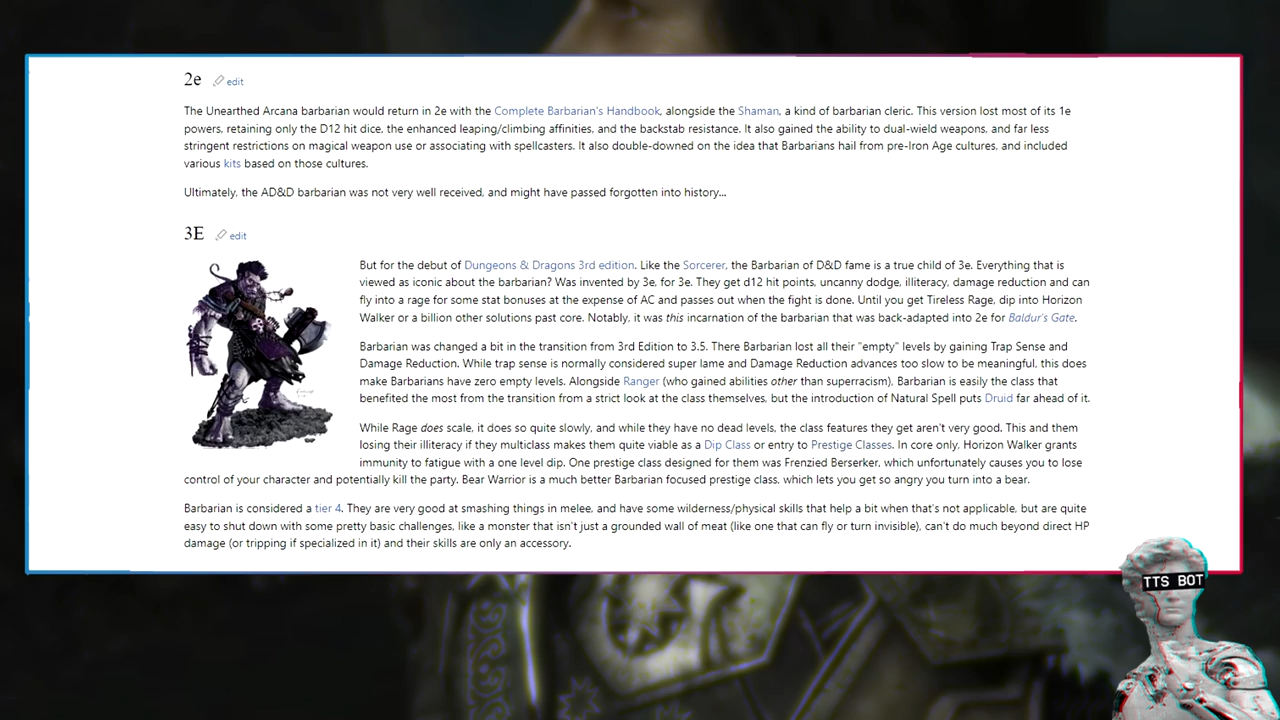 2e edit
The Unearthed Arcana barbarian would return in 2e with the Complete Barbarian's Handbook, alongside the Shaman, a kind of barbarian cleric. This version lost most of its 1e
powers, retaining only the D12 hit dice, the enhanced leaping/climbing affinities, and the backstab resistance. It also gained the ability to dual-wield weapons, and far less
stringent restrictions on magical weapon use or associating with spellcasters. It also double-downed on the idea that Barbarians hail from pre-Iron Age cultures, and included
various kits based on those cultures.
Ultimately, the AD&D barbarian was not very well received, and might have passed forgotten into history...
3E edit
But for the debut of Dungeons & Dragons 3rd edition. Like the Sorcerer, the Barbarian of D&D fame is a true child of 3e. Everything that is
viewed as iconic about the barbarian? Was invented by 3e, for 3e. They get d12 hit points, uncanny dodge, illiteracy, damage reduction and can
fly into a rage for some stat bonuses at the expense of AC and passes out when the fight is done. Until you get Tireless Rage, dip into Horizon
Walker or a billion other solutions past core. Notably, it was this incarnation of the barbarian that was back-adapted into 2e for Baldur's Gate.
Barbarian was changed a bit in the transition from 3rd Edition to 3.5. There Barbarian lost all their "empty" levels by gaining Trap Sense and
Damage Reduction. While trap sense is normally considered super lame and Damage Reduction advances too slow to be meaningful, this does
make Barbarians have zero empty levels. Alongside Ranger (who gained abilities other than superracism), Barbarian is easily the class that
benefited the most from the transition from a strict look at the class themselves, but the introduction of Natural Spell puts Druid far ahead of it.
While Rage does scale, it does so quite slowly, and while they have no dead levels, the class features they get aren't very good. This and them
losing their illiteracy if they multiclass makes them quite viable as a Dip Class or entry to Prestige Classes. In core only, Horizon Walker grants
immunity to fatigue with a one level dip. One prestige class designed for them was Frenzied Berserker, which unfortunately causes you to lose
control of your character and potentially kill the party. Bear Warrior is a much better Barbarian focused prestige class, which lets you get so angry you turn into a bear.
Barbarian is considered a tier 4. They are very good at smashing things in melee, and have some wilderness/physical skills that help a bit when that's not applicable, but are quite
easy to shut down with some pretty basic challenges, like a monster that isn't just a grounded wall of meat (like one that can fly or turn invisible), can't do much beyond direct HP
damage (or tripping if specialized in it) and their skills are only an accessory.
TTS BOT